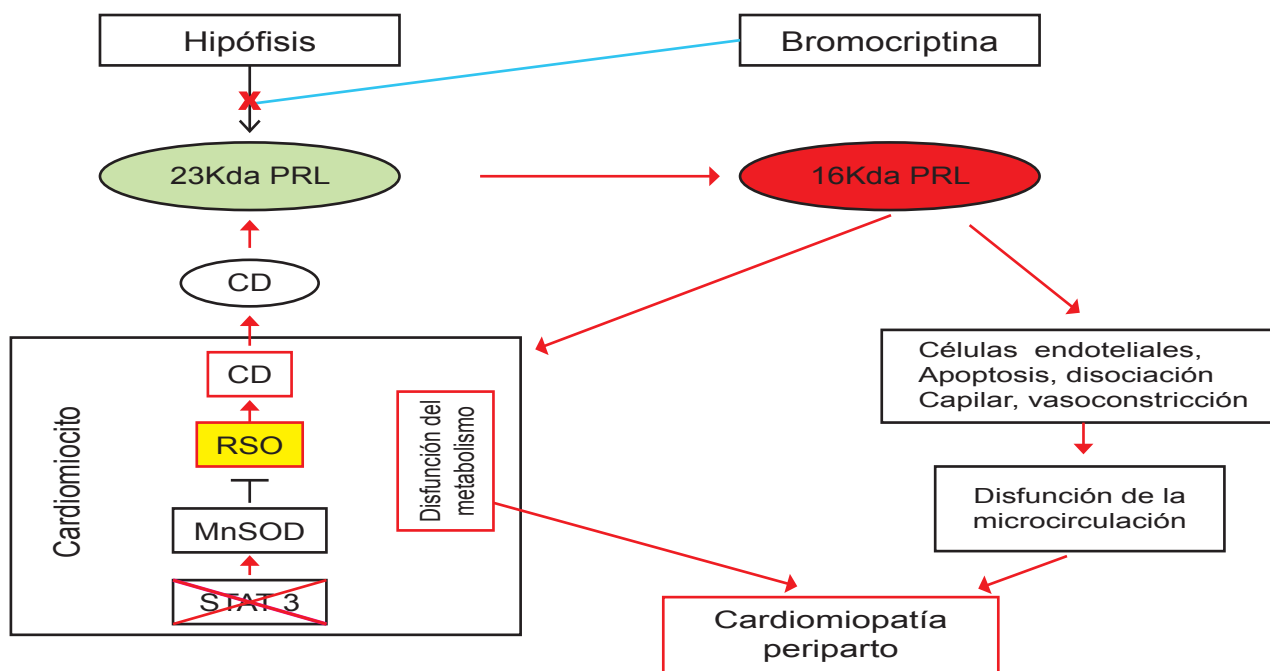 Hipófisis
Bromocriptina
X
23Kda PRL
16Kda PRL
CD
CD
RSO
MnSOD
STAT 3
Cardiomiocito
Disfunción del
metabolismo
Células endoteliales,
Apoptosis, disociación
Capilar, vasoconstricción
Disfunción de la
microcirculación
Cardiomiopatía
periparto